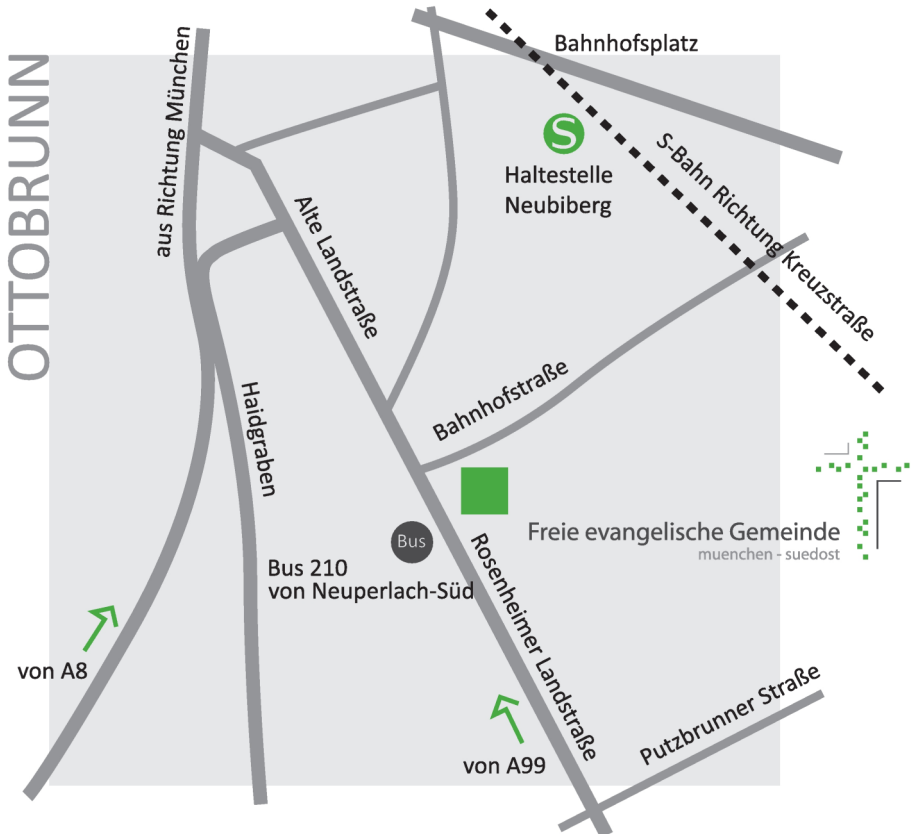 OTTOBRUNN
aus Richtung München
Bahnhofsplatz
S
Haltestelle
Neubiberg
S-Bahn Richtung Kreuzstraße
Alte Landstraße
Bahnhofstraße
Haidgraben
Bus
Freie evangelische Gemeinde
muenchen - suedost
Bus 210
von Neuperlach-Süd
Rosenheimer Landstraße
von A8
von A99
Putzbrunner Straße